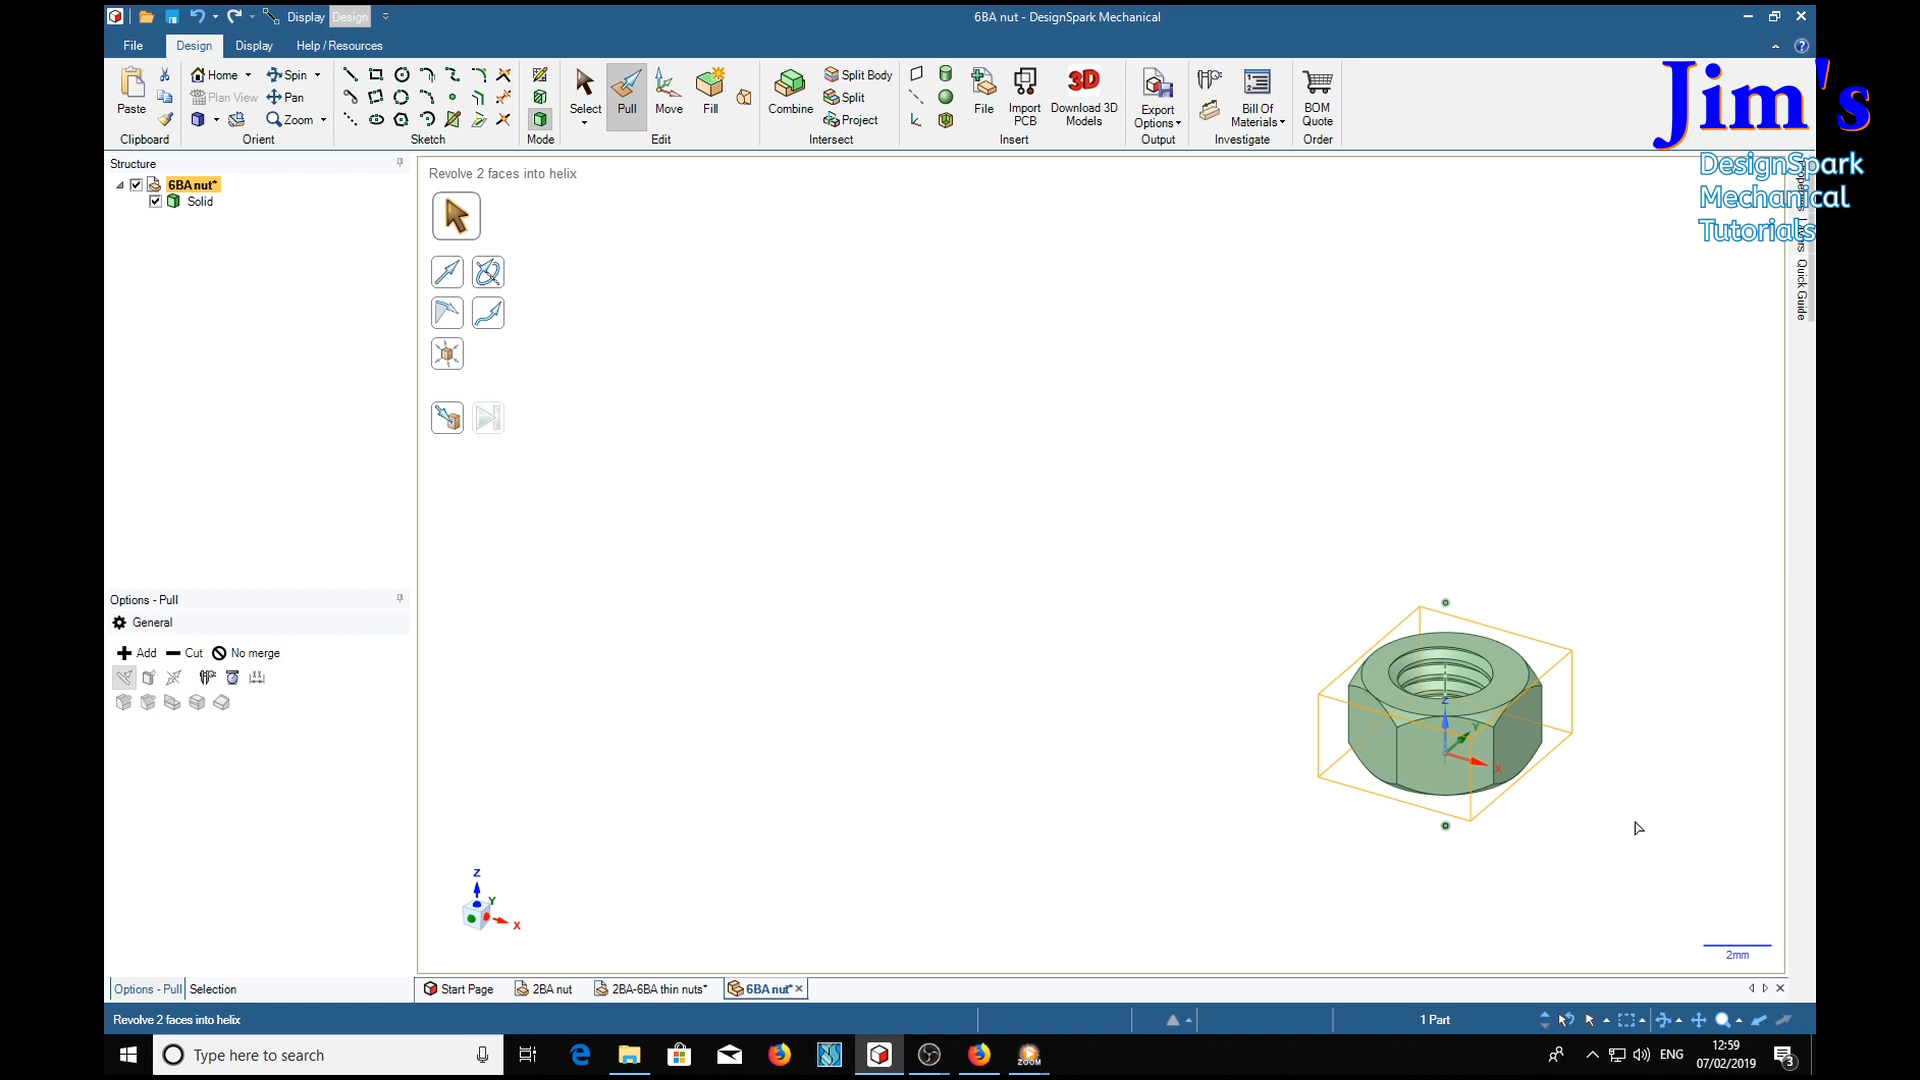 Display Design
6BA nut - DesignSpark Mechanical
File Design Display Help / Resources
Jim's
DesignSpark
Mechanical
Tutorials
Paste
Clipboard
Home Spin
Plan View Pan
Zoom
Orient
Sketch
Mode
Select Pull Move Fill
Edit
Combine
Split Body
Split
Project
Intersect
File Import PCB Download 3D Models
3D
Insert
Export Options
Output
Bill Of Materials
Investigate
BOM Quote
Order
Structure
6BA nut*
Solid
Revolve 2 faces into helix
Layers
Quick Guide
Options - Pull
General
Add Cut No merge
Z
Y
X
Z
Y
X
2mm
Options - Pull Selection
Start Page 2BA nut 2BA-6BA thin nuts* 6BA nut*
Revolve 2 faces into helix
1 Part
Type here to search
ZOOM
ENG
12:59
07/02/2019
3